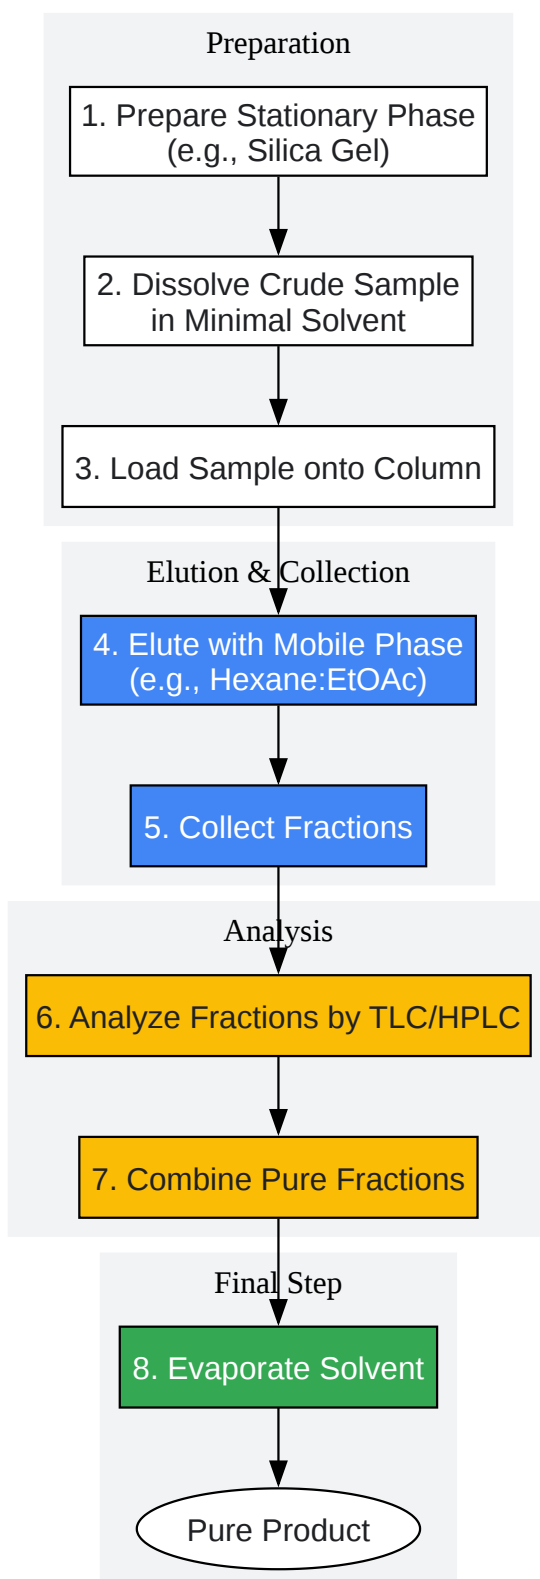 Preparation
1. Prepare Stationary Phase
(e.g., Silica Gel)
2. Dissolve Crude Sample
in Minimal Solvent
3. Load Sample onto Column
Elution & Collection
4. Elute with Mobile Phase
(e.g., Hexane:EtOAc)
5. Collect Fractions
Analysis
6. Analyze Fractions by TLC/HPLC
7. Combine Pure Fractions
Final Step
8. Evaporate Solvent
Pure Product